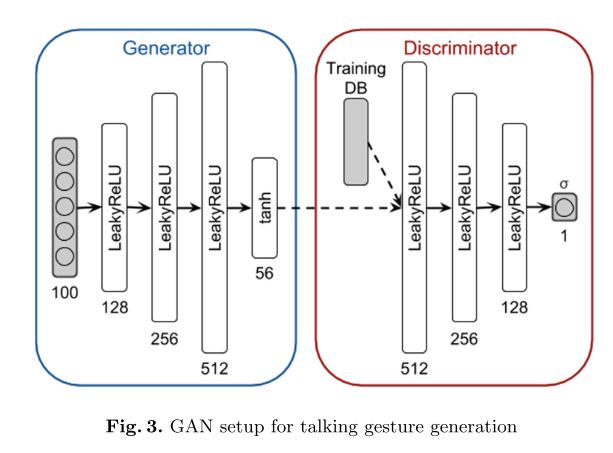 Generator
LeakyReLU
LeakyReLU
LeakyReLU
tanh
100
128
256
512
56
Discriminator
Training
DB
LeakyReLU
LeakyReLU
LeakyReLU
σ
1
512
256
128
Fig. 3. GAN setup for talking gesture generation